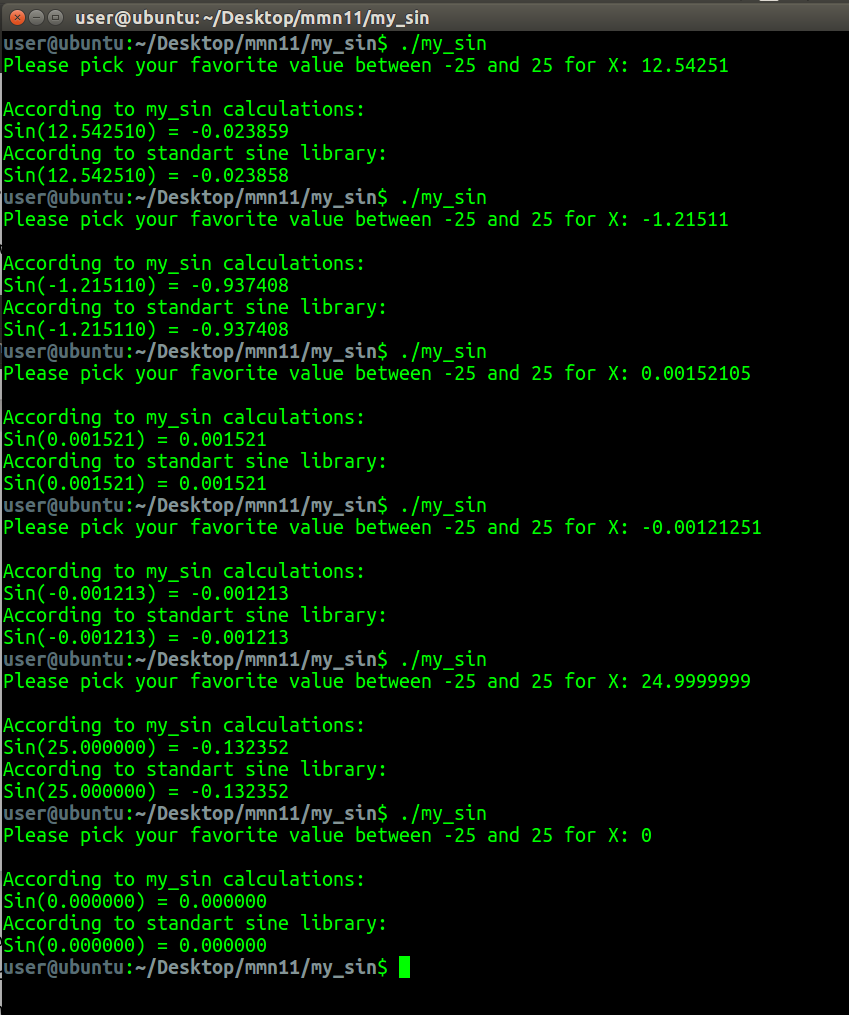 user@ubuntu: ~/Desktop/mmn11/my_sin
user@ubuntu:~/Desktop/mmn11/my_sin$ ./my_sin
Please pick your favorite value between -25 and 25 for X: 12.54251

According to my_sin calculations:
Sin(12.542510) = -0.023859
According to standart sine library:
Sin(12.542510) = -0.023858
user@ubuntu:~/Desktop/mmn11/my_sin$ ./my_sin
Please pick your favorite value between -25 and 25 for X: -1.21511

According to my_sin calculations:
Sin(-1.215110) = -0.937408
According to standart sine library:
Sin(-1.215110) = -0.937408
user@ubuntu:~/Desktop/mmn11/my_sin$ ./my_sin
Please pick your favorite value between -25 and 25 for X: 0.00152105

According to my_sin calculations:
Sin(0.001521) = 0.001521
According to standart sine library:
Sin(0.001521) = 0.001521
user@ubuntu:~/Desktop/mmn11/my_sin$ ./my_sin
Please pick your favorite value between -25 and 25 for X: -0.00121251

According to my_sin calculations:
Sin(-0.001213) = -0.001213
According to standart sine library:
Sin(-0.001213) = -0.001213
user@ubuntu:~/Desktop/mmn11/my_sin$ ./my_sin
Please pick your favorite value between -25 and 25 for X: 24.9999999

According to my_sin calculations:
Sin(25.000000) = -0.132352
According to standart sine library:
Sin(25.000000) = -0.132352
user@ubuntu:~/Desktop/mmn11/my_sin$ ./my_sin
Please pick your favorite value between -25 and 25 for X: 0

According to my_sin calculations:
Sin(0.000000) = 0.000000
According to standart sine library:
Sin(0.000000) = 0.000000
user@ubuntu:~/Desktop/mmn11/my_sin$